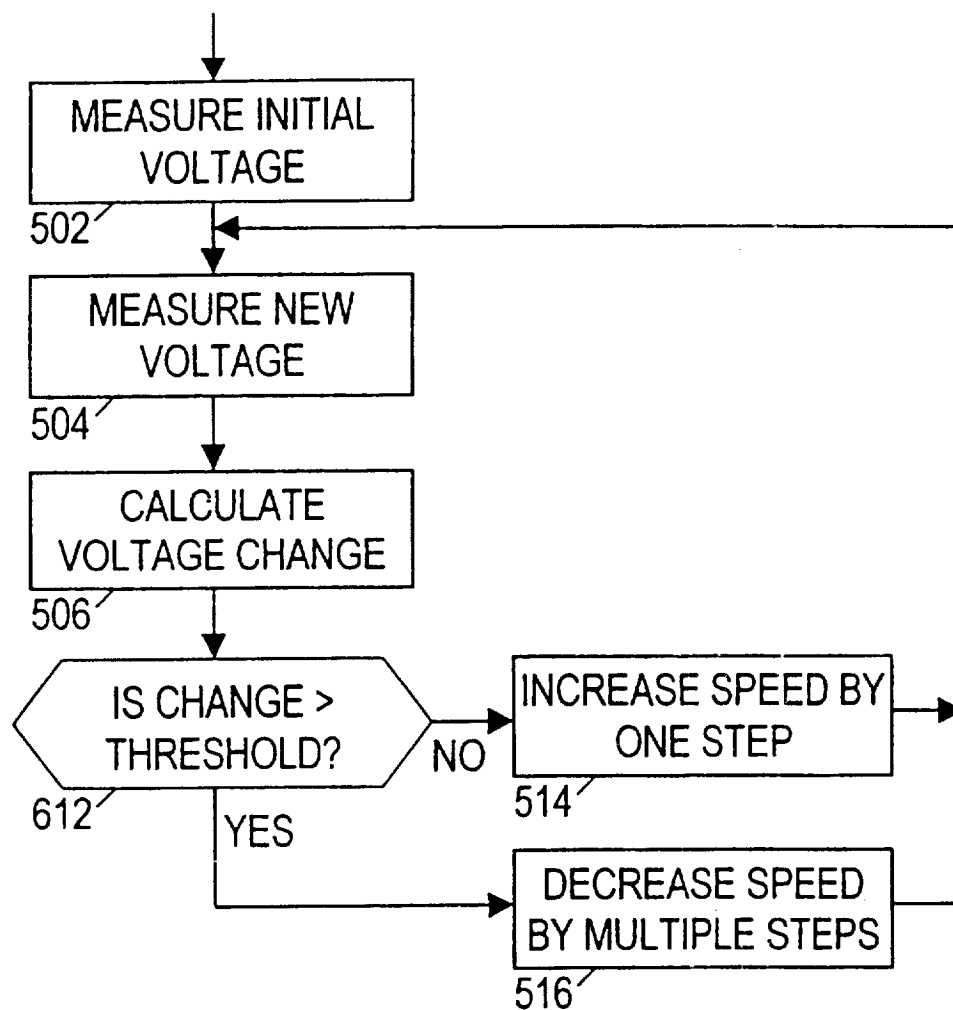 MEASURE INITIAL
VOLTAGE
502
MEASURE NEW
VOLTAGE
504
CALCULATE
VOLTAGE CHANGE
506
IS CHANGE >
THRESHOLD?
612
NO
INCREASE SPEED BY
ONE STEP
514
YES
DECREASE SPEED
BY MULTIPLE STEPS
516